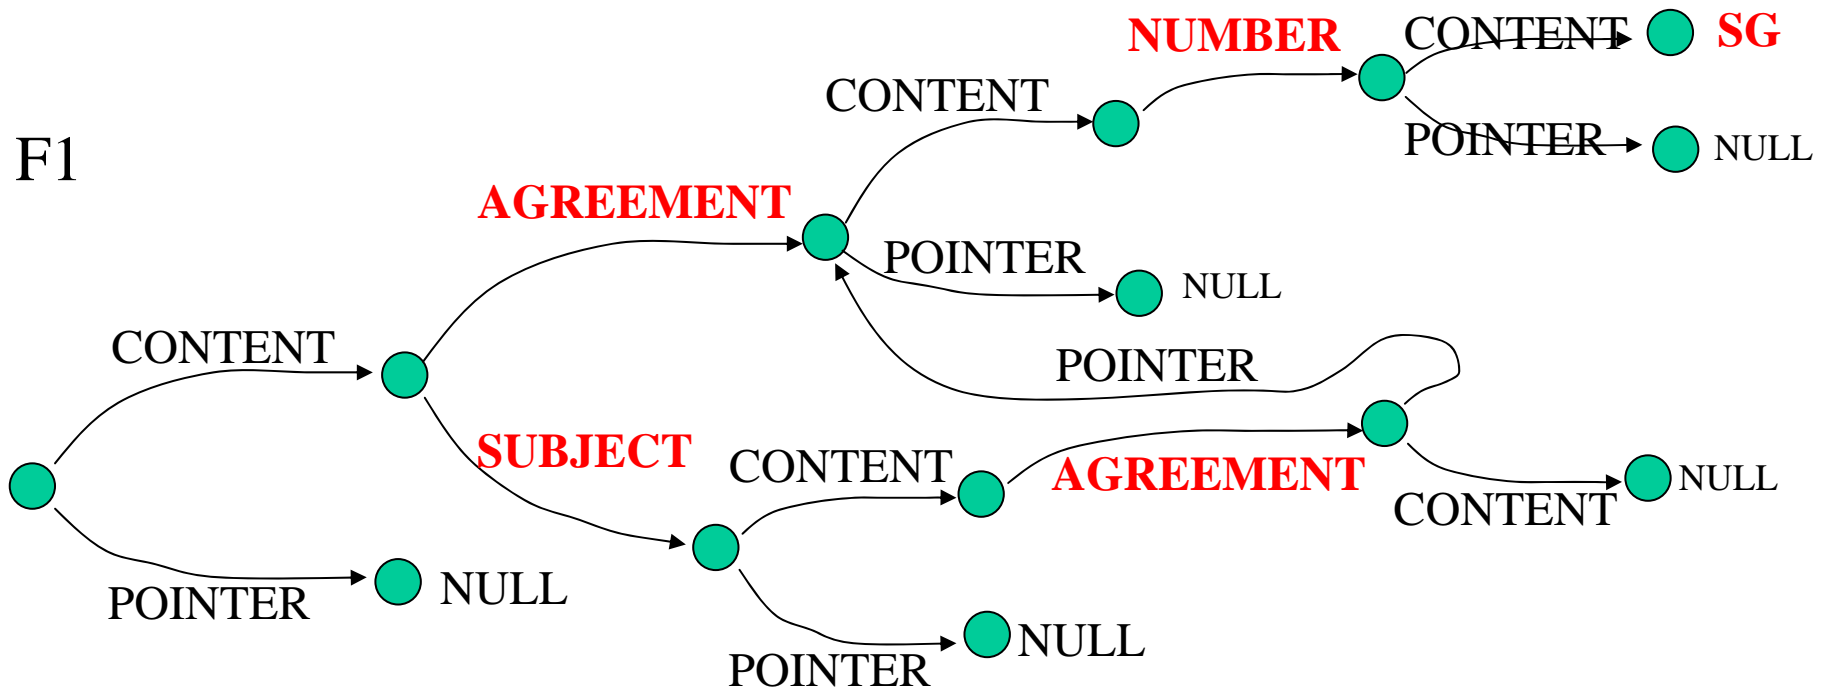 NUMBER
CONTENT
SG
CONTENT
POINTER
NULL
F1
AGREEMENT
POINTER
NULL
CONTENT
POINTER
SUBJECT
CONTENT
AGREEMENT
NULL
CONTENT
POINTER
NULL
NULL
POINTER